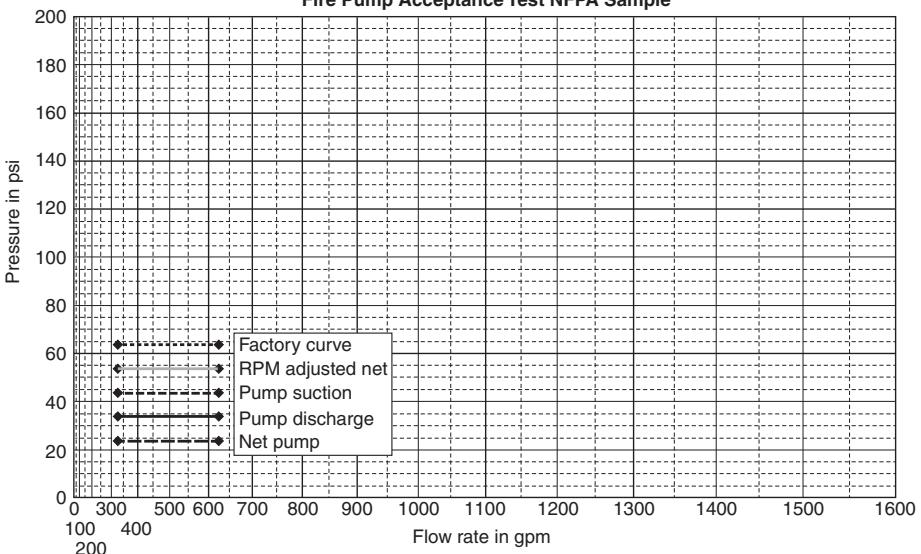 Fire Pump Acceptance Test NFPA Sample
200
180
160
140
120
100
80
60
40
20
0
Pressure in psi
Factory curve
RPM adjusted net
Pump suction
Pump discharge
Net pump
0 300 500 600 700 800 900 1000 1100 1200 1300 1400 1500 1600
100 400
200
Flow rate in gpm